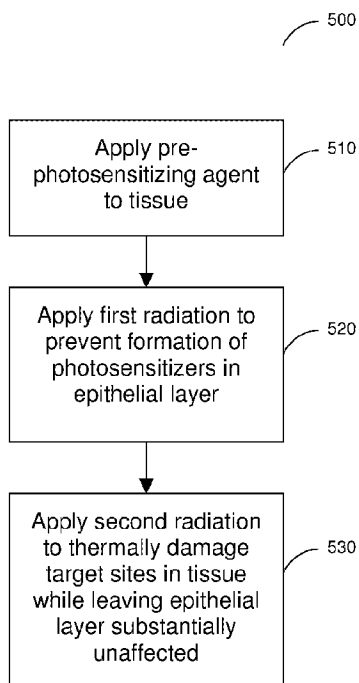 500
Apply pre-
photosensitizing
agent to tissue
510
Apply first radiation to
prevent formation of
photosensitizers in
epithelial layer
520
Apply second radiation
to thermally damage
target sites in tissue
while leaving epithelial
layer substantially
unaffected
530